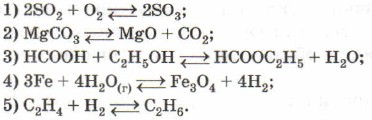 1) 2SO₂ + O₂ ⇄ 2SO₃;
2) MgCO₃ ⇄ MgO + CO₂;
3) HCOOH + C₂H₅OH ⇄ HCOOC₂H₅ + H₂O;
4) 3Fe + 4H₂O₍г₎ ⇄ Fe₃O₄ + 4H₂;
5) C₂H₄ + H₂ ⇄ C₂H₆.